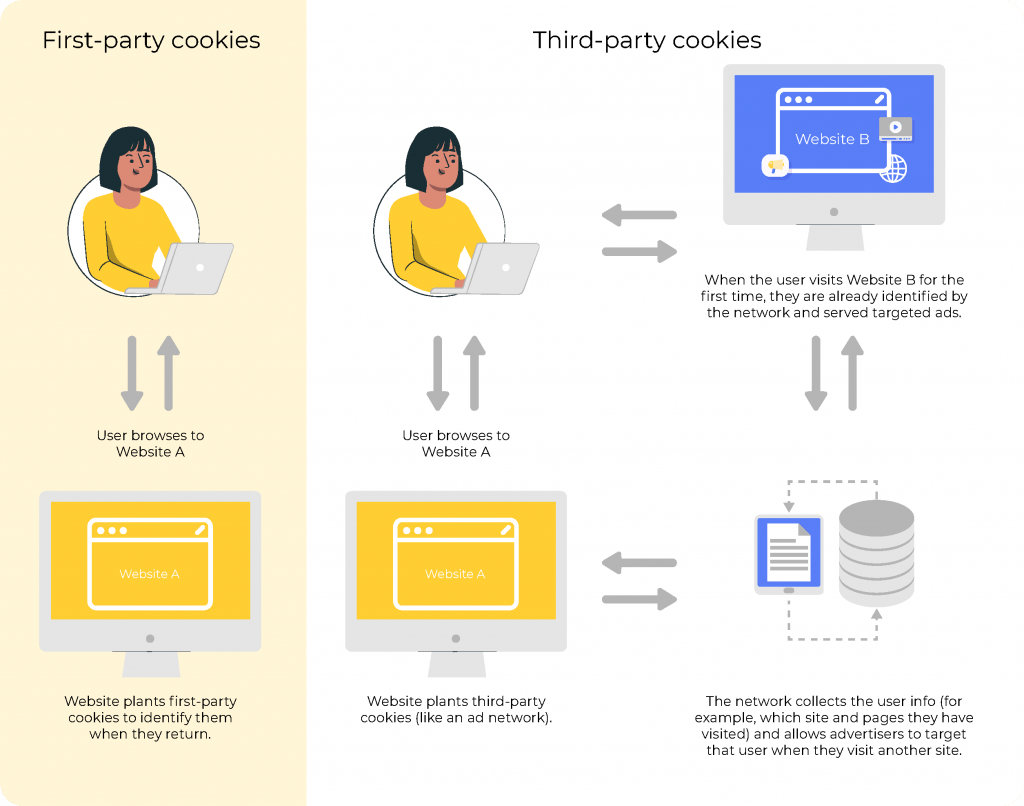 First-party cookies
User browses to
Website A
Website A
Website plants first-party
cookies to identify them
when they return.
Third-party cookies
User browses to
Website A
Website A
Website plants third-party
cookies (like an ad network).
Website B
When the user visits Website B for the
first time, they are already identified by
the network and served targeted ads.
The network collects the user info (for
example, which site and pages they have
visited) and allows advertisers to target
that user when they visit another site.